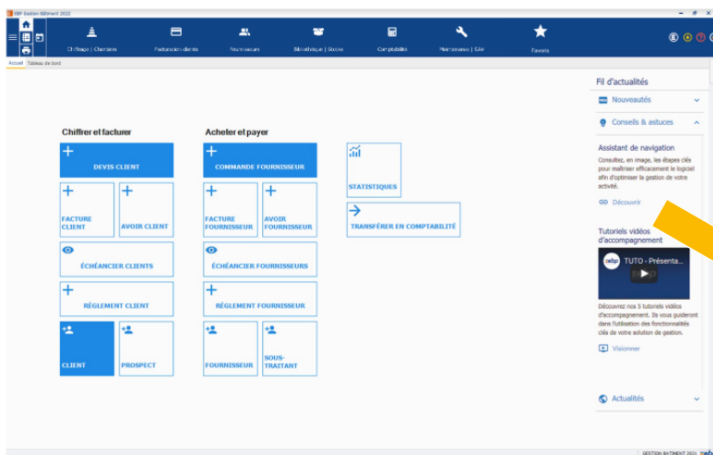 EBP Gestion Bâtiment 2022
Chiffrage | Chantiers
Facturation clients
Fournisseurs
Bibliothèque | Stocks
Comptabilité
Maintenance | SAV
Favoris
Accueil
Tableau de bord
Fil d'actualités
Nouveautés
Conseils & astuces
Chiffrer et facturer
Acheter et payer
DEVIS CLIENT
COMMANDE FOURNISSEUR
STATISTIQUES
FACTURE
CLIENT
AVOIR CLIENT
FACTURE
FOURNISSEUR
AVOIR
FOURNISSEUR
TRANSFÉRER EN COMPTABILITÉ
ÉCHÉANCIER CLIENTS
ÉCHÉANCIER FOURNISSEURS
RÈGLEMENT CLIENT
RÈGLEMENT FOURNISSEUR
CLIENT
PROSPECT
FOURNISSEUR
SOUS-
TRAITANT
Assistant de navigation
Consultez, en image, les étapes clés
pour maîtriser efficacement le logiciel
afin d'optimiser la gestion de votre
activité.
Découvrir
Tutoriels vidéos
d'accompagnement
ebp
TUTO - Présenta...
Découvrez nos 5 tutoriels vidéos
d'accompagnement. Ils vous guideront
dans l'utilisation des fonctionnalités
clés de votre solution de gestion.
Visionner
Actualités
GESTION BATIMENT 2021